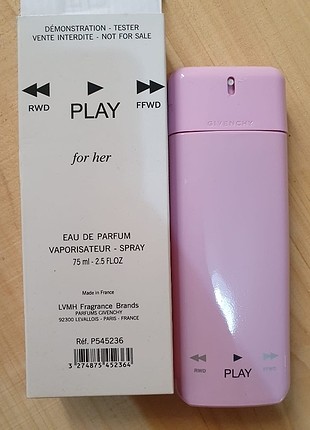 DÉMONSTRATION - TESTER
VENTE INTERDITE - NOT FOR SALE
RWD
PLAY
FFWD
for her
EAU DE PARFUM
VAPORISATEUR - SPRAY
75 ml - 2.5 FL.OZ
Made in France
LVMH Fragrance Brands
PARFUMS GIVENCHY
92300 LEVALLOIS - PARIS - FRANCE
Réf. P545236
3 274875 452364
GIVENCHY
RWD
PLAY
FFWD